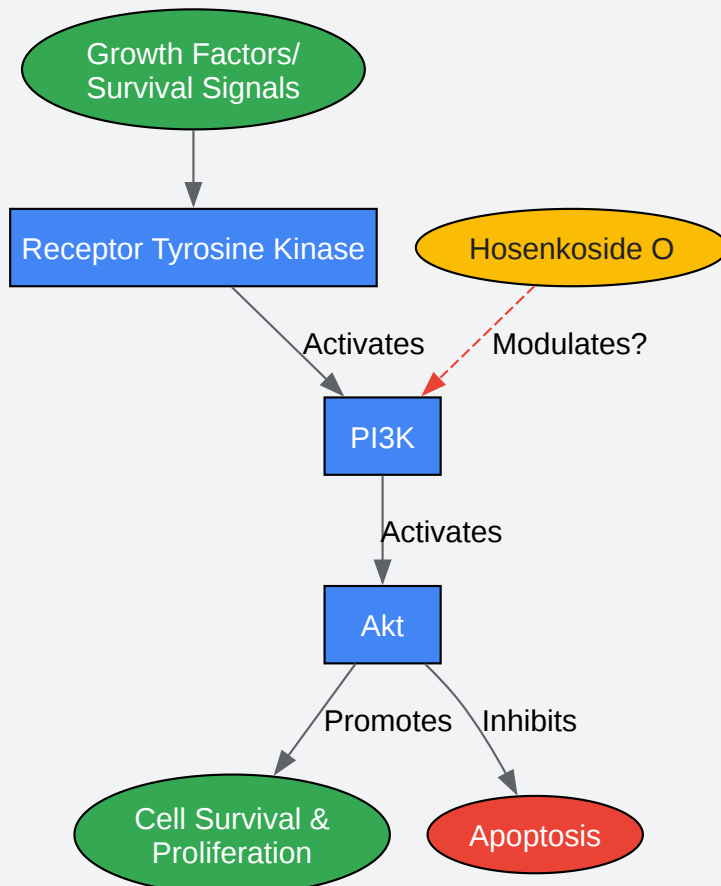 Growth Factors/
Survival Signals
Receptor Tyrosine Kinase
Hosenkoside O
Activates
Modulates?
PI3K
Activates
Akt
Promotes
Inhibits
Cell Survival &
Proliferation
Apoptosis